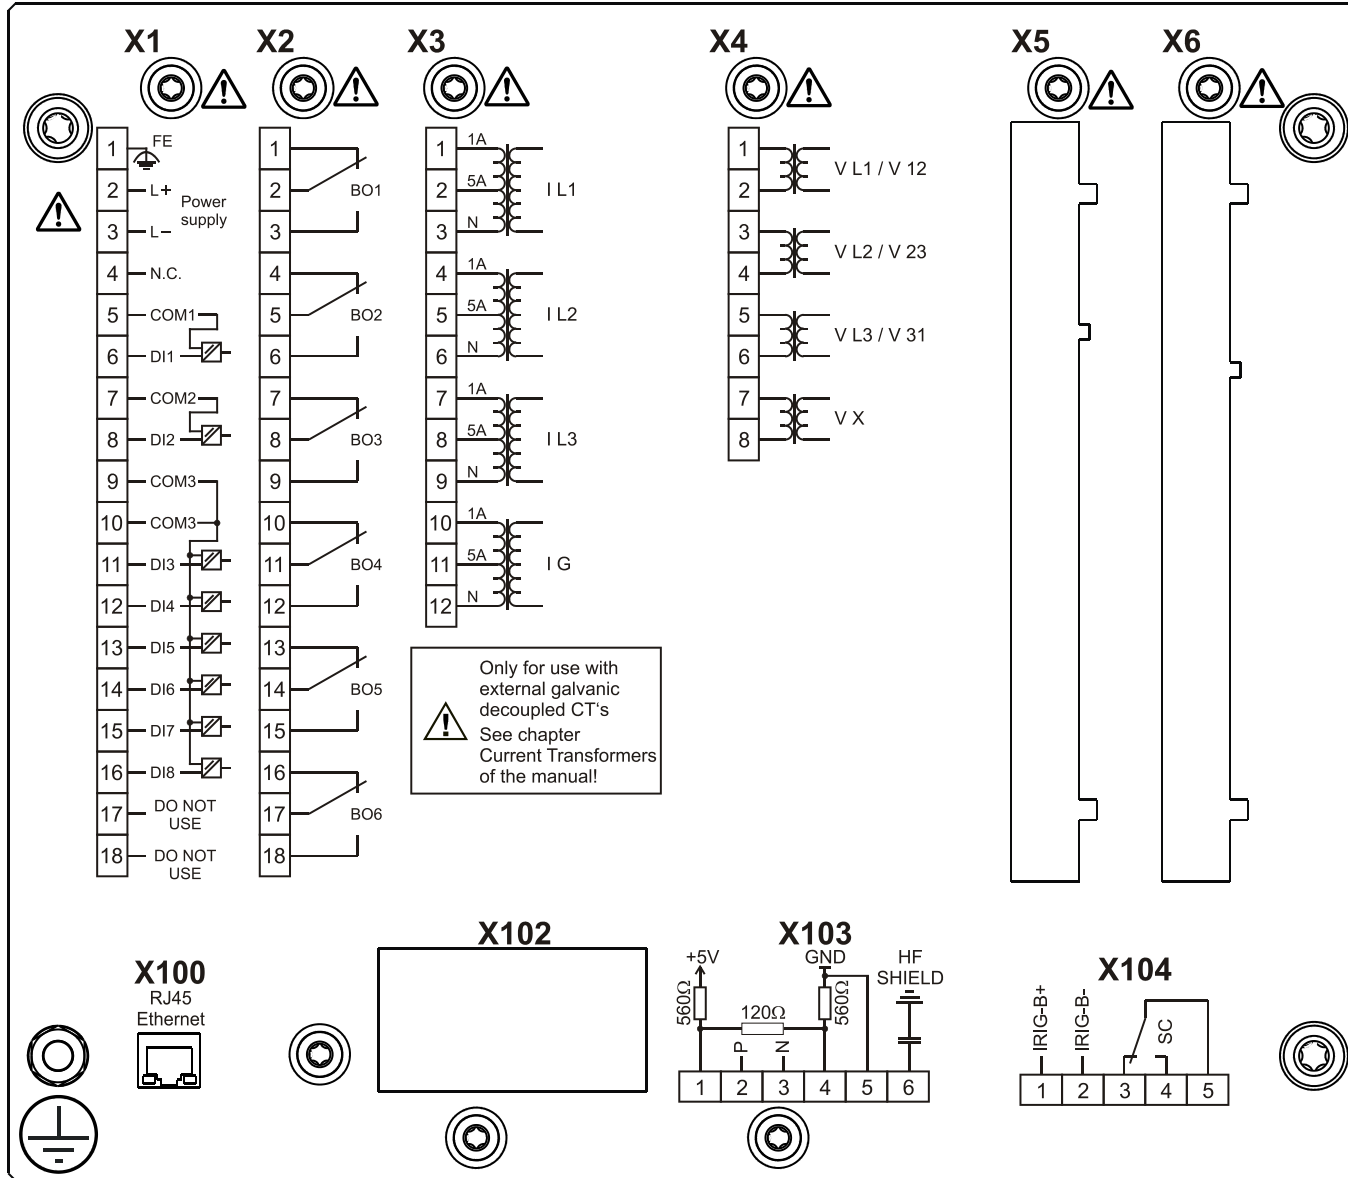 X1
X2
X3
X4
X5
X6
1 FE
2 L+
Power
supply
3 L–
4 N.C.
5 COM1
6 DI1
7 COM2
8 DI2
9 COM3
10 COM3
11 DI3
12 DI4
13 DI5
14 DI6
15 DI7
16 DI8
17 DO NOT
USE
18 DO NOT
USE
1
2 BO1
3
4
5 BO2
6
7
8 BO3
9
10
11 BO4
12
13
14 BO5
15
16
17 BO6
18
1 1A
2 5A I L1
3 N
4 1A
5 5A I L2
6 N
7 1A
8 5A I L3
9 N
10 1A
11 5A I G
12 N
Only for use with
external galvanic
decoupled CT's
See chapter
Current Transformers
of the manual!
1
V L1 / V 12
2
3
V L2 / V 23
4
5
V L3 / V 31
6
7
V X
8
X100
RJ45
Ethernet
X102
X103
+5V GND HF
SHIELD
560Ω 120Ω 560Ω
P N
1 2 3 4 5 6
X104
IRIG-B+ IRIG-B- SC
1 2 3 4 5